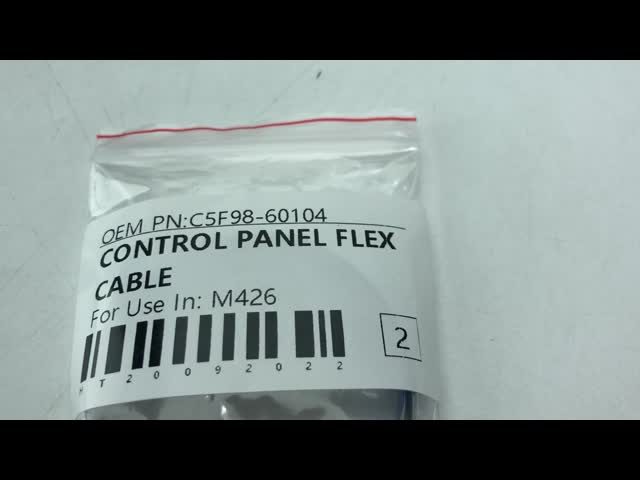 OEM PN:C5F98-60104
CONTROL PANEL FLEX
CABLE
For Use In: M426
2
HT20092022